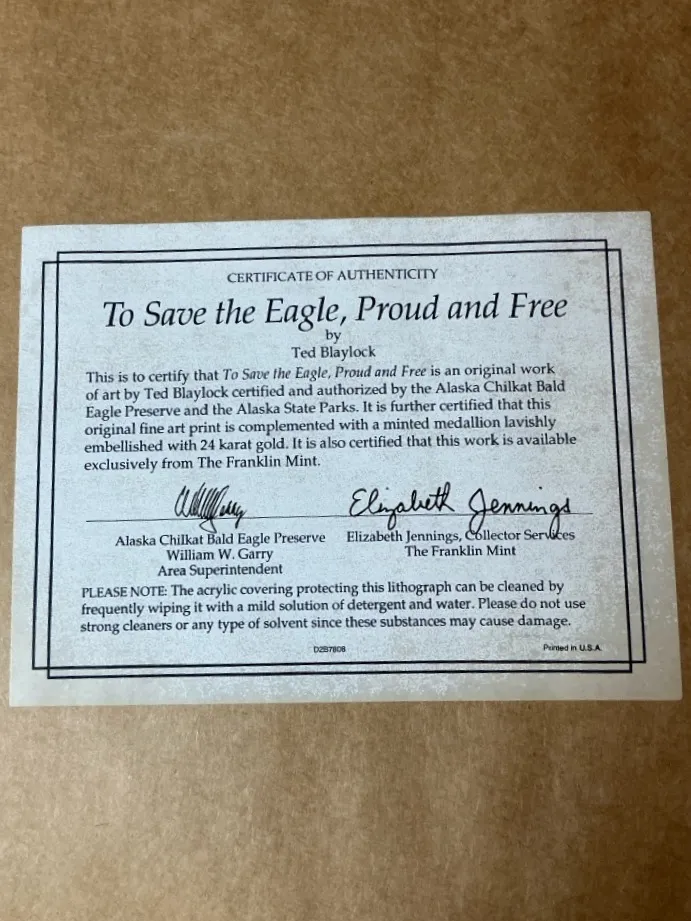 CERTIFICATE OF AUTHENTICITY
To Save the Eagle, Proud and Free
by
Ted Blaylock
This is to certify that To Save the Eagle, Proud and Free is an original work
of art by Ted Blaylock certified and authorized by the Alaska Chilkat Bald
Eagle Preserve and the Alaska State Parks. It is further certified that this
original fine art print is complemented with a minted medallion lavishly
embellished with 24 karat gold. It is also certified that this work is available
exclusively from The Franklin Mint.
Elizabeth Jennings
Alaska Chilkat Bald Eagle Preserve
William W. Garry
Area Superintendent
Elizabeth Jennings, Collector Services
The Franklin Mint
PLEASE NOTE: The acrylic covering protecting this lithograph can be cleaned by
frequently wiping it with a mild solution of detergent and water. Please do not use
strong cleaners or any type of solvent since these substances may cause damage.
Printed in U.S.A.